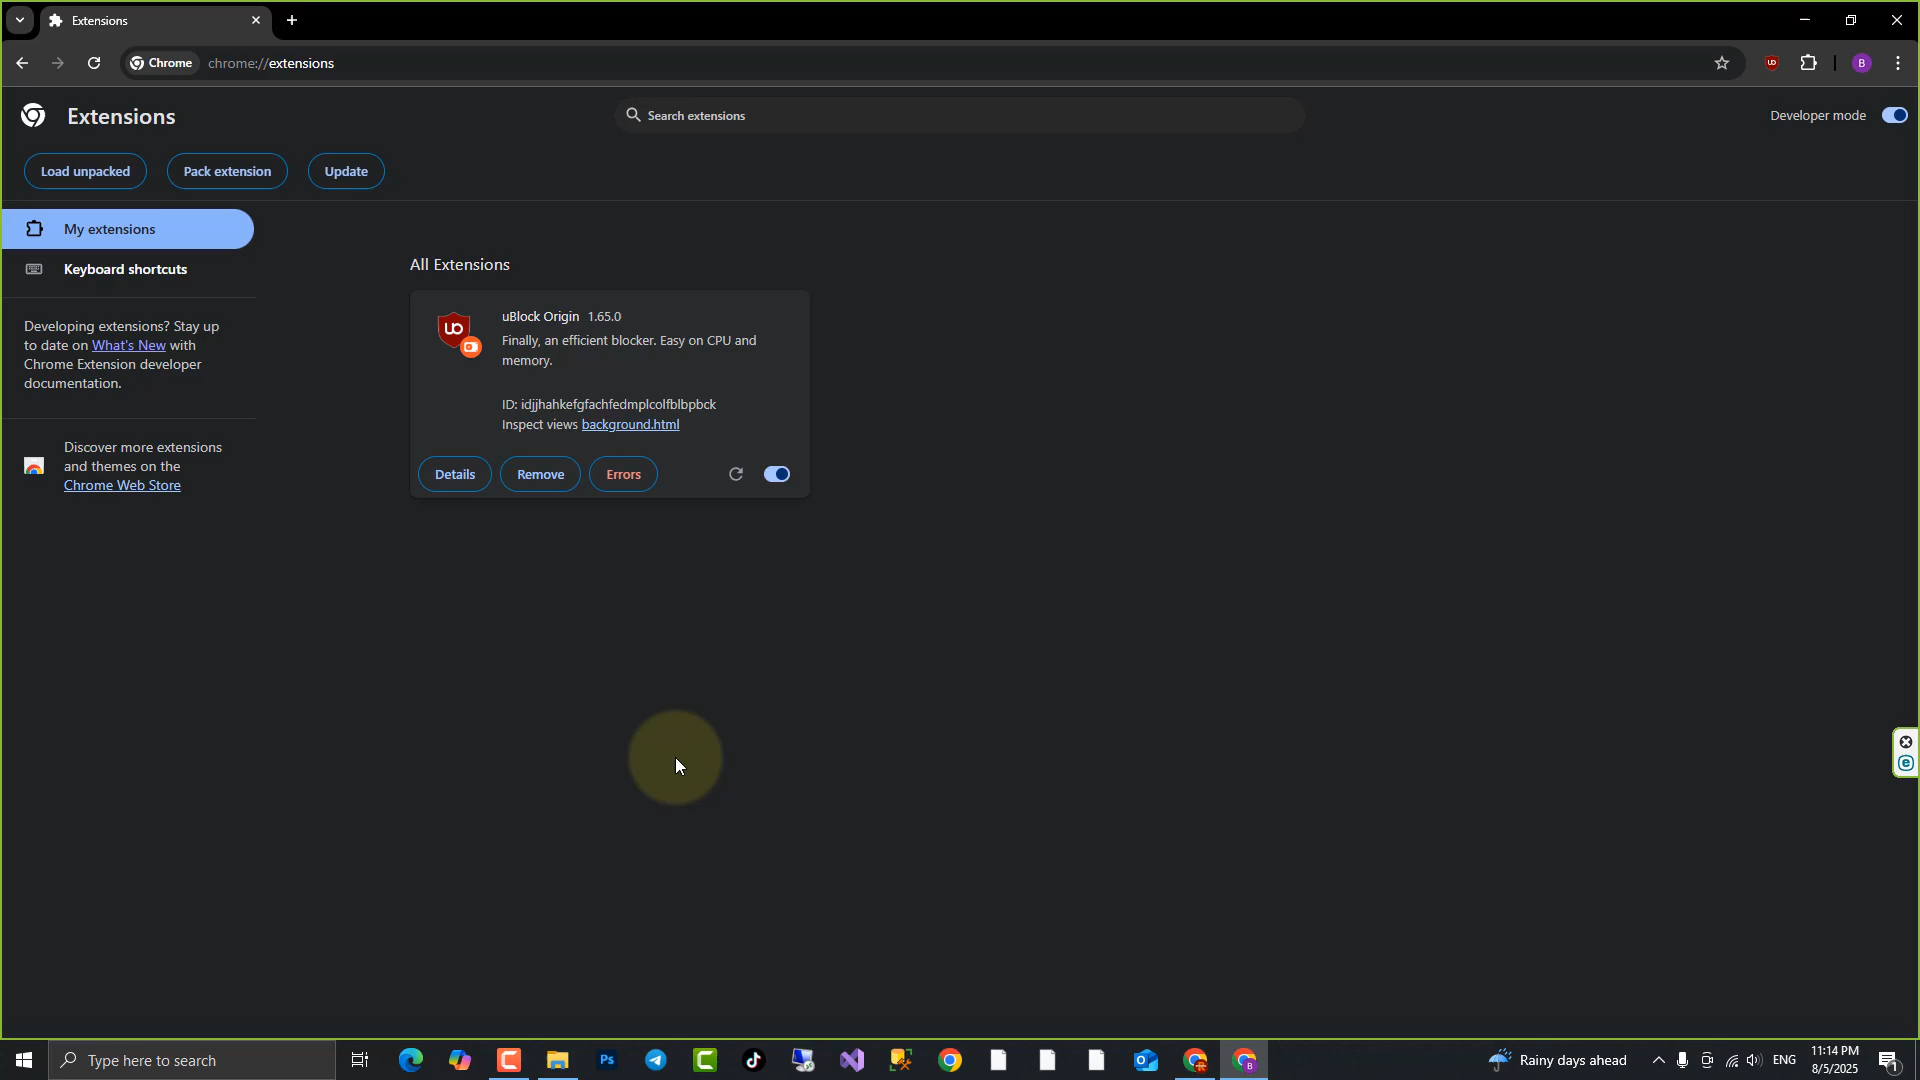 Extensions
Chrome
chrome://extensions
B
Extensions
Search extensions
Developer mode
Load unpacked
Pack extension
Update
My extensions
Keyboard shortcuts
Developing extensions? Stay up
to date on What's New with
Chrome Extension developer
documentation.
Discover more extensions
and themes on the
Chrome Web Store
All Extensions
uBlock Origin 1.65.0
Finally, an efficient blocker. Easy on CPU and
memory.
ID: idjjhahkefgfachfedmplcolfblbpbck
Inspect views background.html
Details
Remove
Errors
Type here to search
Ps
B
Rainy days ahead
ENG
11:14 PM
8/5/2025
1